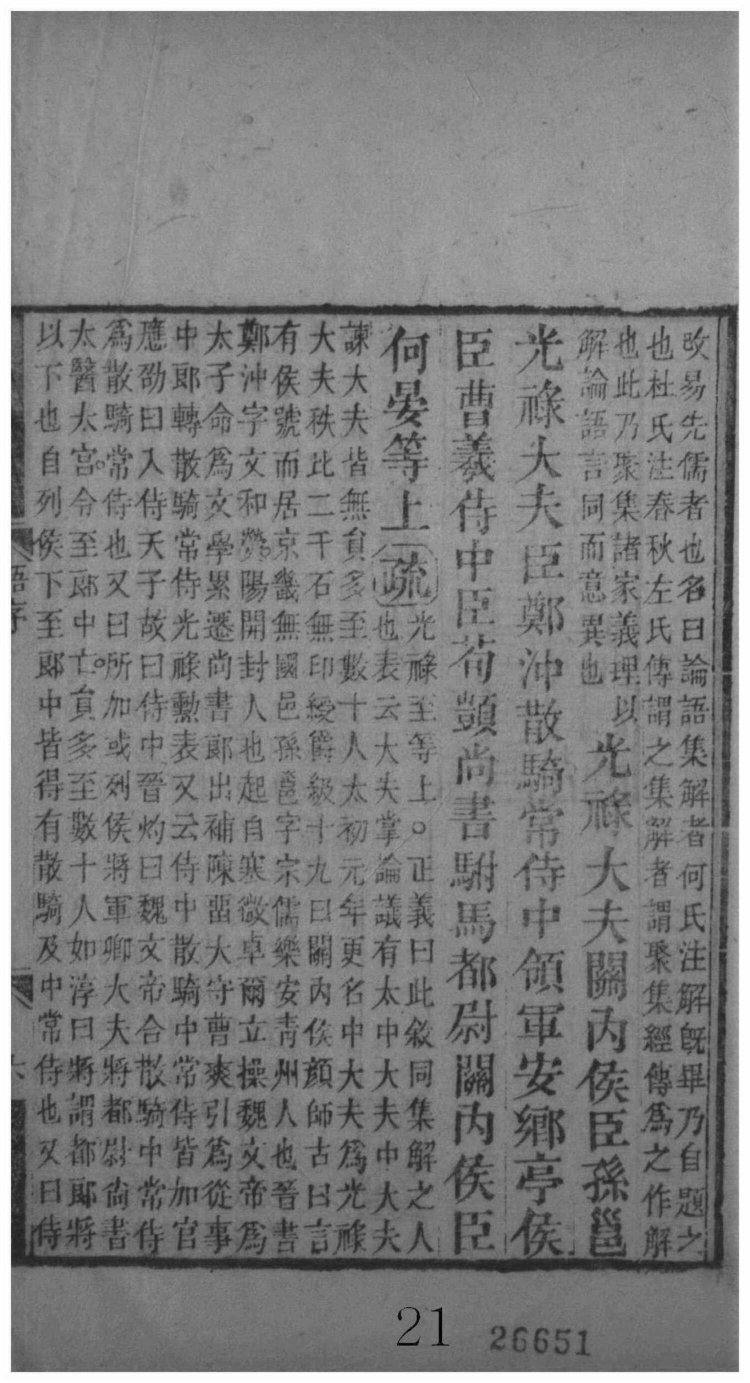 改易先儒者也名曰論語集解者何氏注解既畢乃自題之
也杜氏注春秋左氏傳謂之集解者謂聚集經傳爲之作解
也此乃聚集諸家義理以
解論語言同而意異也
光祿大夫關內侯臣孫邕
光祿大夫臣鄭沖散騎常侍中領軍安鄉亭侯
臣曹羲侍中臣荀顗尚書駙馬都尉關內侯臣
何晏等上疏
光祿至等上○正義曰此敘同集解之人
也表云大夫掌論議有太中大夫中大夫
諫大夫皆無員多至數十人太初元年更名中大夫爲光祿
大夫秩比二千石無印綬爵級十九曰關內侯顏師古曰言
有侯號而居京畿無國邑孫邕字宗儒樂安青州人也晉書
鄭沖字文和滎陽開封人也起自寒微卓爾立操魏文帝爲
太子命爲文學累遷尚書郎出補陳畱太守曹爽引爲從事
中郎轉散騎常侍光祿勳表又云侍中散騎中常侍皆加官
應劭曰入侍天子故曰侍中晉灼曰魏文帝合散騎中常侍
爲散騎常侍也又曰所加或列侯將軍卿大夫將都尉尚書
太醫太官令至郎中亡員多至數十人如淳曰將謂都郎將
以下也自列侯下至郎中皆得有散騎及中常侍也又曰侍
語序
六
21
26651